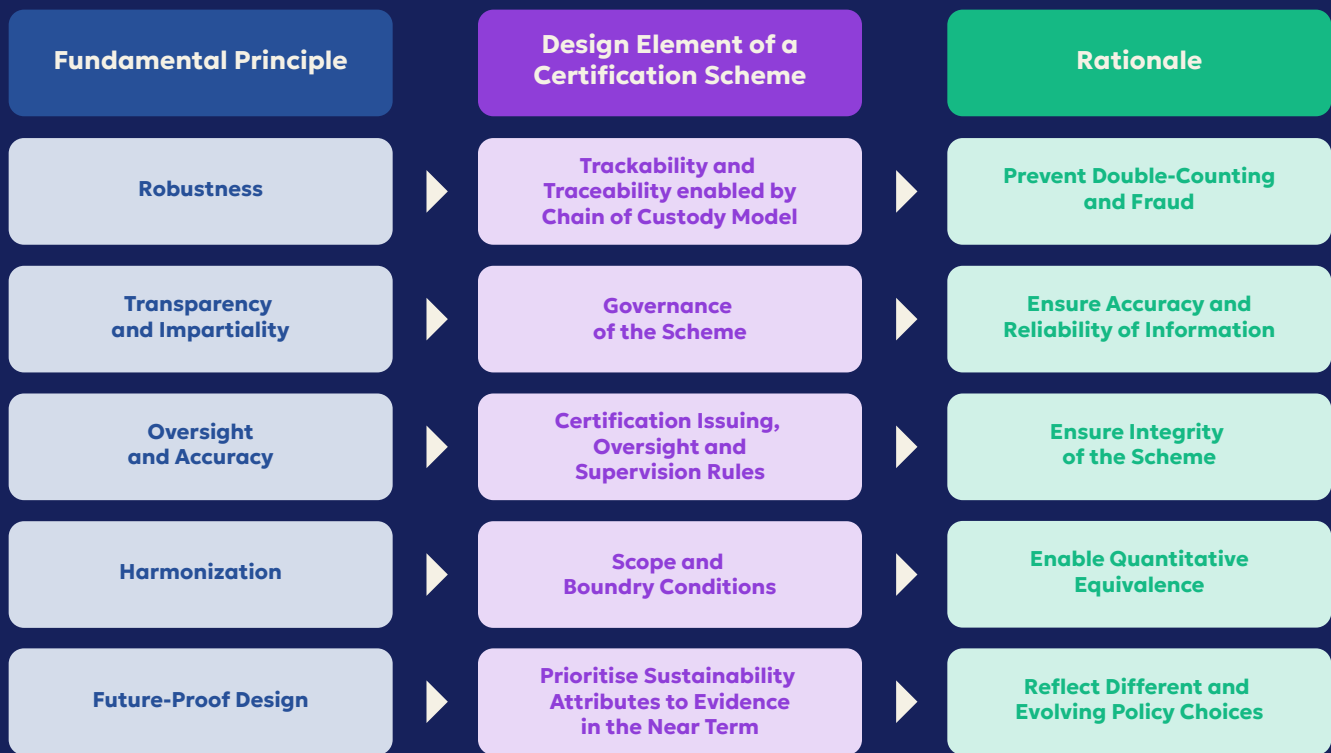 Fundamental Principle
Design Element of a
Certification Scheme
Rationale
Robustness
Trackability and
Traceability enabled by
Chain of Custody Model
Prevent Double-Counting
and Fraud
Transparency
and Impartiality
Governance
of the Scheme
Ensure Accuracy and
Reliability of Information
Oversight
and Accuracy
Certification Issuing,
Oversight and
Supervision Rules
Ensure Integrity
of the Scheme
Harmonization
Scope and
Boundry Conditions
Enable Quantitative
Equivalence
Future-Proof Design
Prioritise Sustainability
Attributes to Evidence
in the Near Term
Reflect Different and
Evolving Policy Choices